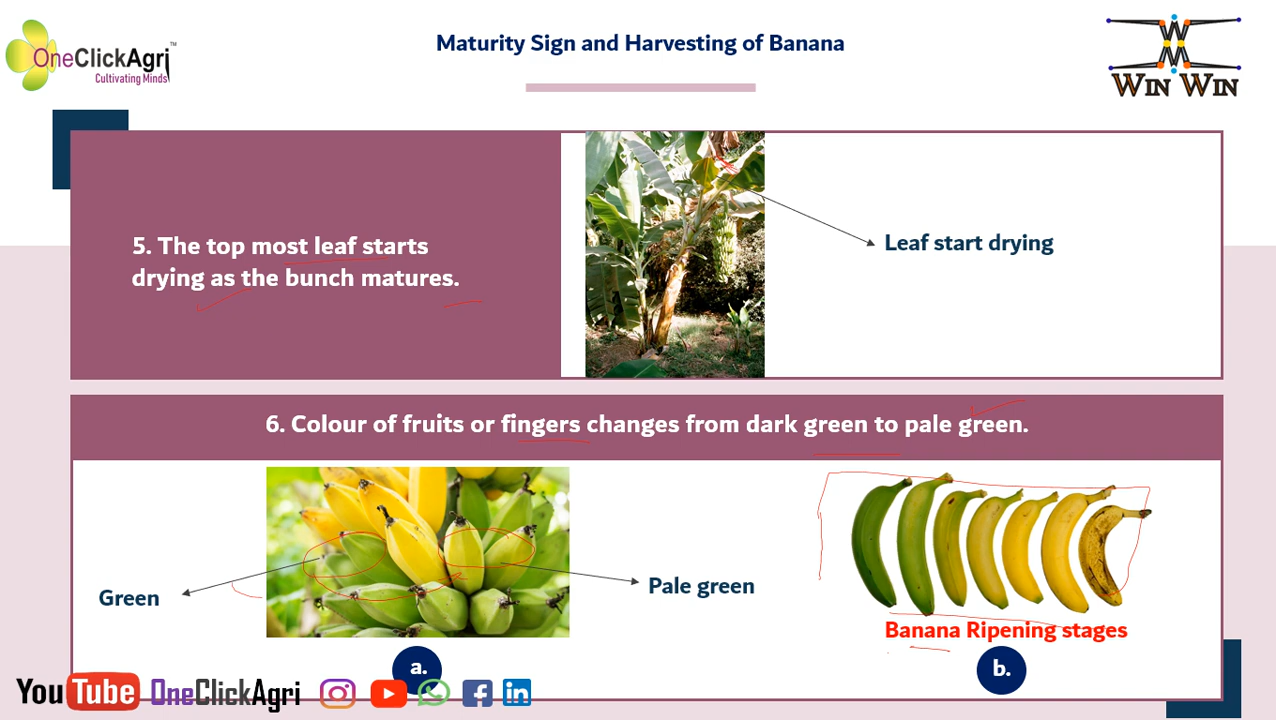 OneClickAgri™
Cultivating Minds
Maturity Sign and Harvesting of Banana
WIN WIN
5. The top most leaf starts
drying as the bunch matures.
Leaf start drying
6. Colour of fruits or fingers changes from dark green to pale green.
Green
Pale green
Banana Ripening stages
a.
b.
YouTube OneClickAgri